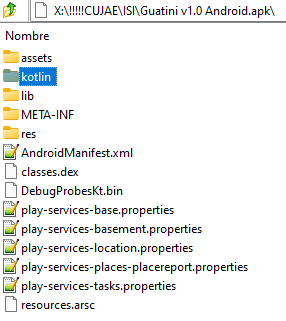 X:\!!!!!CUJAE\ISI\Guatini v1.0 Android.apk\
Nombre
assets
kotlin
lib
META-INF
res
AndroidManifest.xml
classes.dex
DebugProbesKt.bin
play-services-base.properties
play-services-basement.properties
play-services-location.properties
play-services-places-placereport.properties
play-services-tasks.properties
resources.arsc